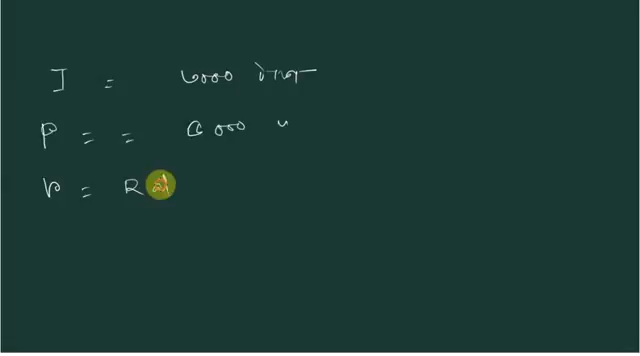 I = ৬০০০ টাকা
P = = ৫০০০ "
r = R